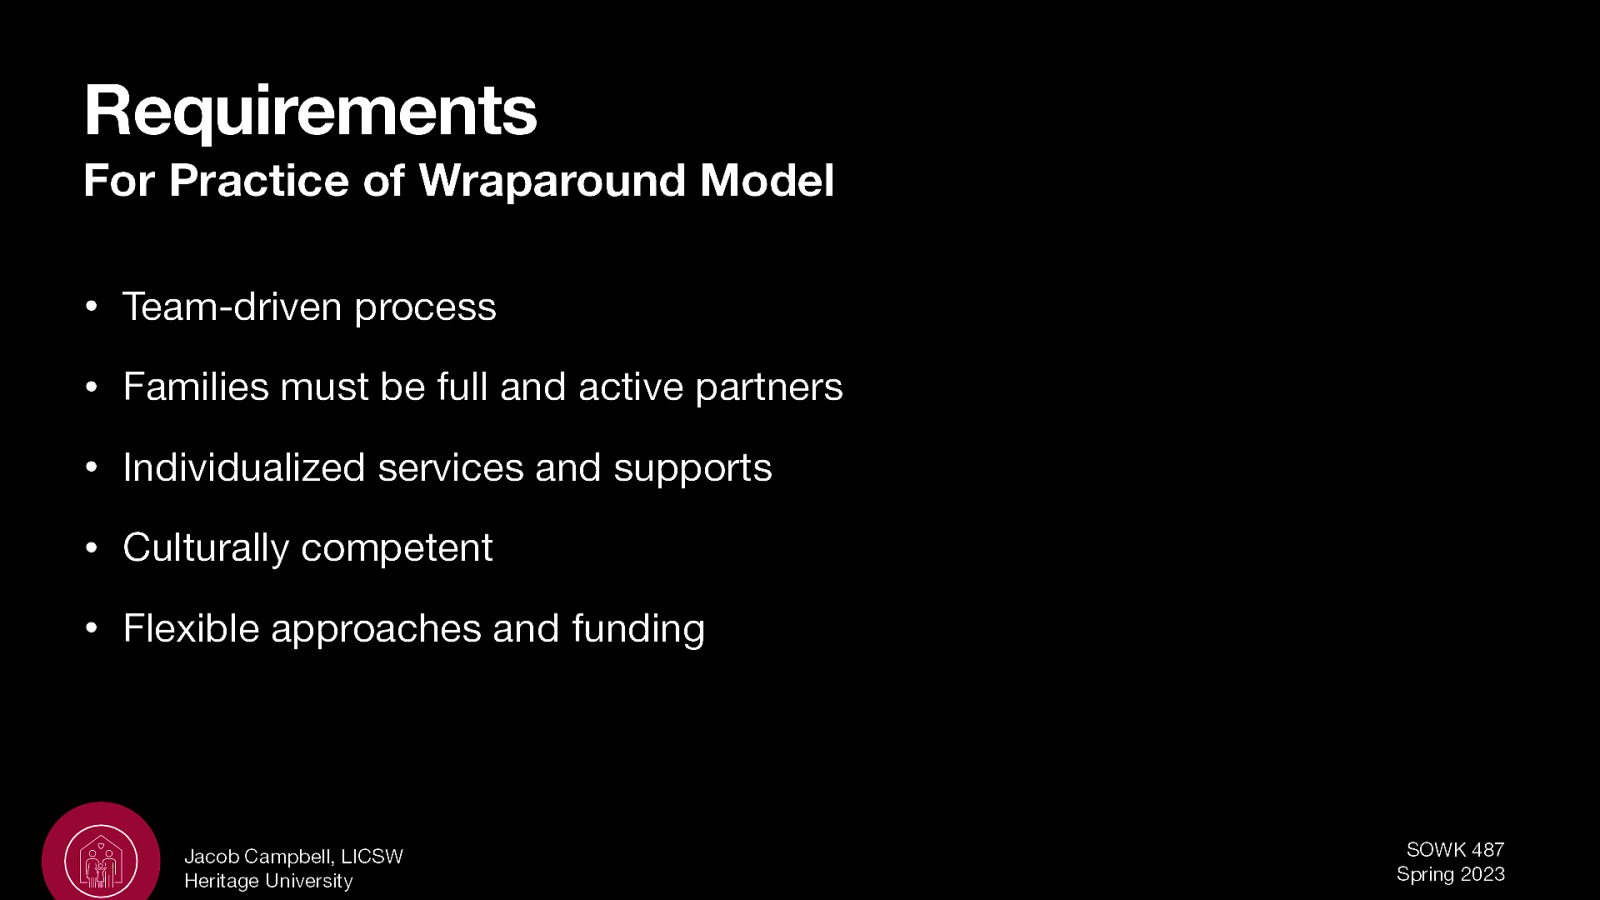 Requirements
For Practice of Wraparound Model
• Team-driven process
• Families must be full and active partners
• Individualized services and supports
• Culturally competent
• Flexible approaches and funding
Jacob Campbell, LICSW
Heritage University
SOWK 487
Spring 2023